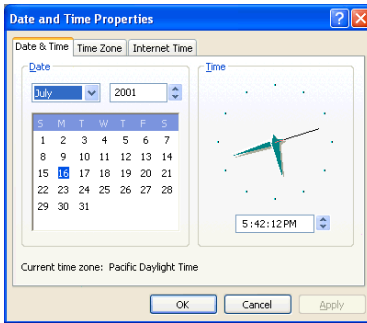 Date and Time Properties
Date & Time Time Zone Internet Time
Date
Time
July 2001
S M T W T F S
1 2 3 4 5 6 7
8 9 10 11 12 13 14
15 16 17 18 19 20 21
22 23 24 25 26 27 28
29 30 31
5:42:12 PM
Current time zone: Pacific Daylight Time
OK Cancel Apply